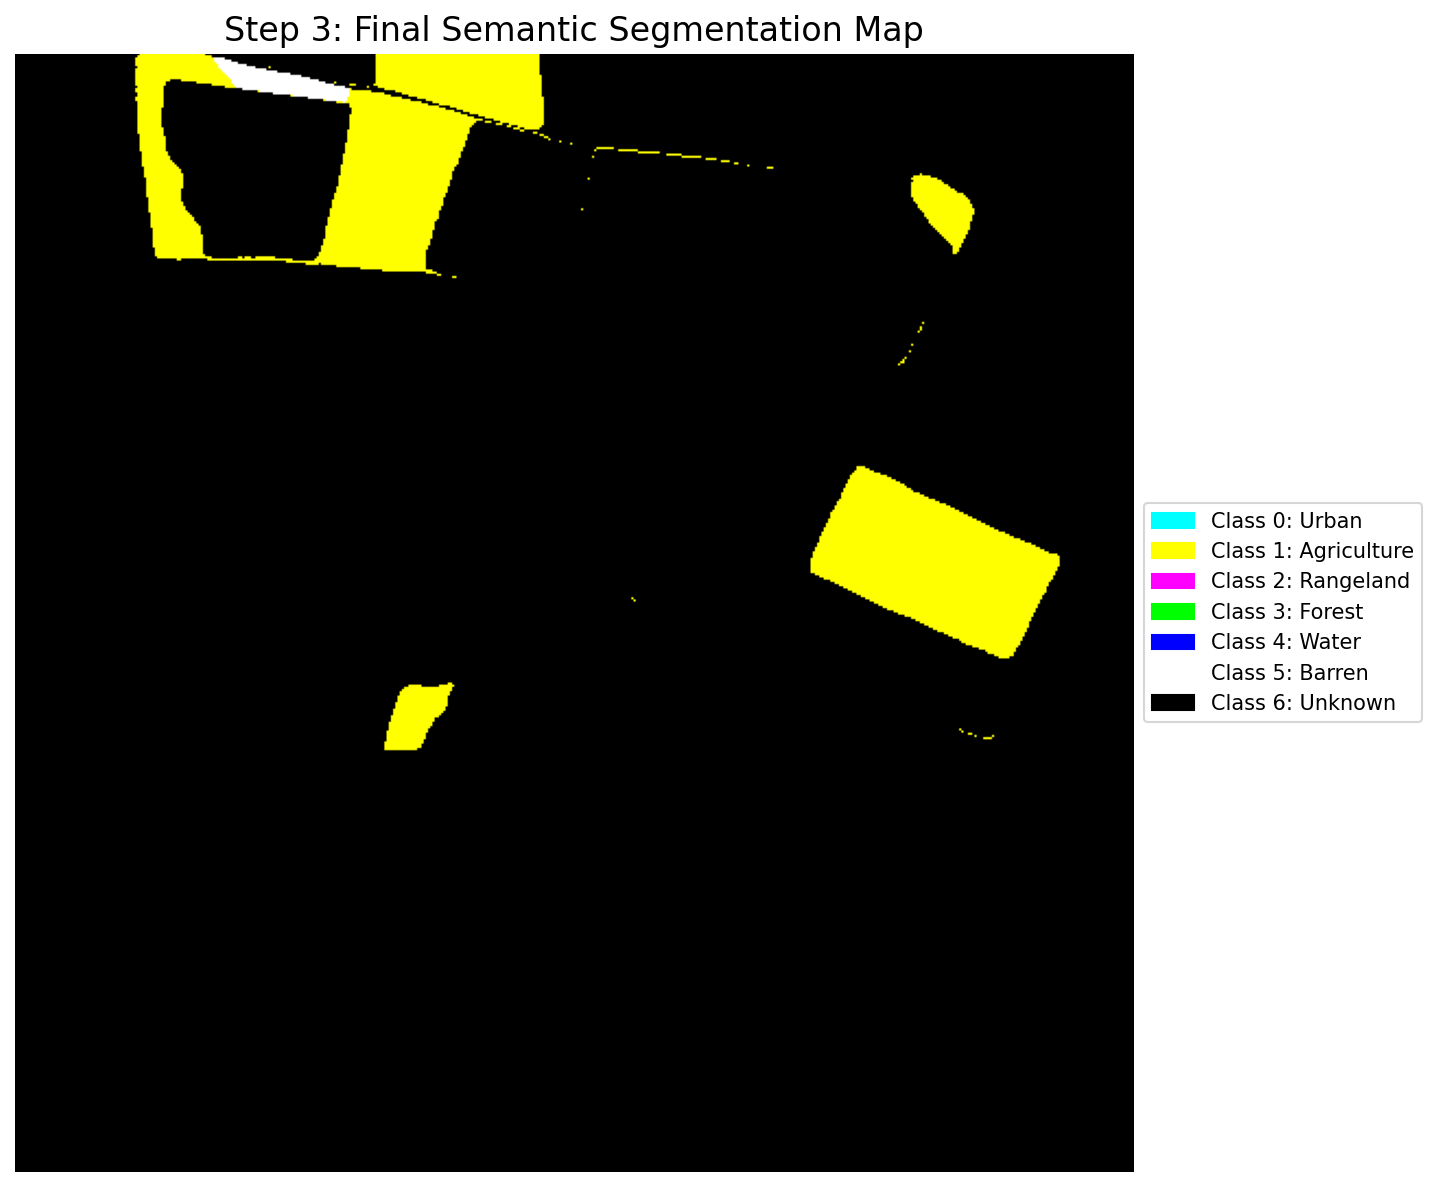 Step 3: Final Semantic Segmentation Map
Class 0: Urban
Class 1: Agriculture
Class 2: Rangeland
Class 3: Forest
Class 4: Water
Class 5: Barren
Class 6: Unknown